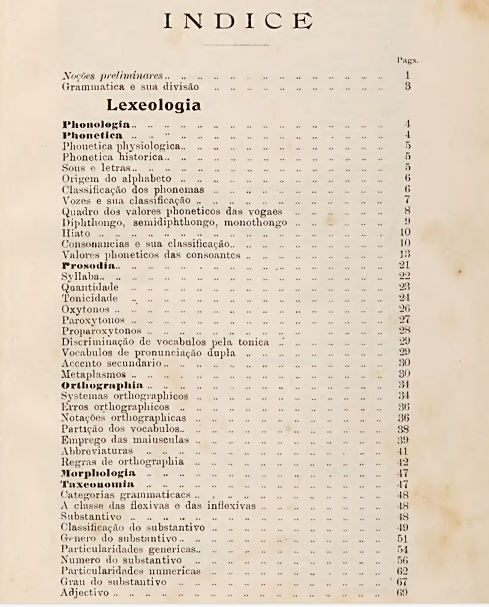 INDICE
Pags.
Noções preliminares .. .. .. .. .. .. .. .. .. .. 1
Grammatica e sua divisão .. .. .. .. .. .. .. .. 3
Lexeologia
Phonologia .. .. .. .. .. .. .. .. .. .. 4
Phonetica .. .. .. .. .. .. .. .. .. .. 4
Phonetica physiologica .. .. .. .. .. .. .. .. 5
Phonetica historica .. .. .. .. .. .. .. .. .. 5
Sons e letras .. .. .. .. .. .. .. .. .. .. 5
Origem do alphabeto .. .. .. .. .. .. .. .. 6
Classificação dos phonemas .. .. .. .. .. .. .. 6
Vozes e sua classificação .. .. .. .. .. .. .. 7
Quadro dos valores phoneticos das vogaes .. .. .. .. 8
Diphthongo, semidiphthongo, monothongo .. .. .. .. 9
Hiato .. .. .. .. .. .. .. .. .. .. 10
Consonancias e sua classificação .. .. .. .. .. .. 10
Valores phoneticos das consoantes .. .. .. .. .. 13
Prosodia .. .. .. .. .. .. .. .. .. .. 21
Syllaba .. .. .. .. .. .. .. .. .. .. 22
Quantidade .. .. .. .. .. .. .. .. .. 23
Tonicidade .. .. .. .. .. .. .. .. .. 24
Oxytonos .. .. .. .. .. .. .. .. .. .. 26
Paroxytonos .. .. .. .. .. .. .. .. .. 27
Proparoxytonos .. .. .. .. .. .. .. .. .. 28
Discriminação de vocabulos pela tonica .. .. .. .. 29
Vocabulos de pronunciação dupla .. .. .. .. .. 29
Accento secundario .. .. .. .. .. .. .. .. 30
Metaplasmos .. .. .. .. .. .. .. .. .. 30
Orthographia .. .. .. .. .. .. .. .. .. 34
Systemas orthographicos .. .. .. .. .. .. .. 34
Erros orthographicos .. .. .. .. .. .. .. .. 36
Notações orthographicas .. .. .. .. .. .. .. 36
Partição dos vocabulos .. .. .. .. .. .. .. .. 38
Emprego das maiusculas .. .. .. .. .. .. .. 39
Abbreviaturas .. .. .. .. .. .. .. .. .. 41
Regras de orthographia .. .. .. .. .. .. .. 42
Morphologia .. .. .. .. .. .. .. .. .. 47
Taxeonomia .. .. .. .. .. .. .. .. .. 47
Categorias grammaticaes .. .. .. .. .. .. .. 48
A classe das flexivas e das inflexivas .. .. .. .. .. 48
Substantivo .. .. .. .. .. .. .. .. .. 48
Classificação do substantivo .. .. .. .. .. .. .. 49
Genero do substantivo .. .. .. .. .. .. .. .. 51
Particularidades genericas .. .. .. .. .. .. .. 54
Numero do substantivo .. .. .. .. .. .. .. 56
Particularidades numericas .. .. .. .. .. .. .. 62
Grau do substantivo .. .. .. .. .. .. .. .. 67
Adjectivo .. .. .. .. .. .. .. .. .. .. 69